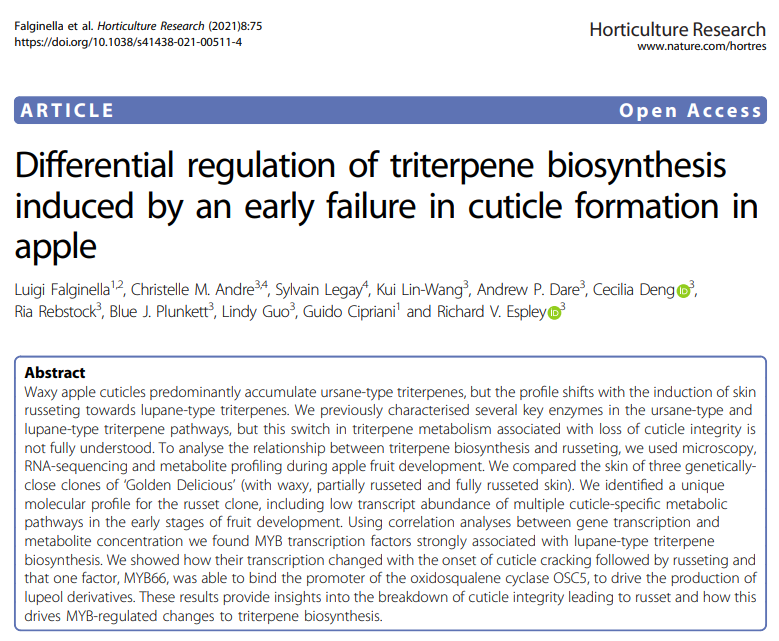 Falginella et al. Horticulture Research (2021)8:75
https://doi.org/10.1038/s41438-021-00511-4
Horticulture Research
www.nature.com/hortres
ARTICLE
Open Access
Differential regulation of triterpene biosynthesis
induced by an early failure in cuticle formation in
apple
Luigi Falginella1,2, Christelle M. Andre3,4, Sylvain Legay4, Kui Lin-Wang3, Andrew P. Dare3, Cecilia Deng iD 3,
Ria Rebstock3, Blue J. Plunkett3, Lindy Guo3, Guido Cipriani1 and Richard V. Espley iD 3
Abstract
Waxy apple cuticles predominantly accumulate ursane-type triterpenes, but the profile shifts with the induction of skin
russeting towards lupane-type triterpenes. We previously characterised several key enzymes in the ursane-type and
lupane-type triterpene pathways, but this switch in triterpene metabolism associated with loss of cuticle integrity is
not fully understood. To analyse the relationship between triterpene biosynthesis and russeting, we used microscopy,
RNA-sequencing and metabolite profiling during apple fruit development. We compared the skin of three genetically-
close clones of ‘Golden Delicious’ (with waxy, partially russeted and fully russeted skin). We identified a unique
molecular profile for the russet clone, including low transcript abundance of multiple cuticle-specific metabolic
pathways in the early stages of fruit development. Using correlation analyses between gene transcription and
metabolite concentration we found MYB transcription factors strongly associated with lupane-type triterpene
biosynthesis. We showed how their transcription changed with the onset of cuticle cracking followed by russeting and
that one factor, MYB66, was able to bind the promoter of the oxidosqualene cyclase OSC5, to drive the production of
lupeol derivatives. These results provide insights into the breakdown of cuticle integrity leading to russet and how this
drives MYB-regulated changes to triterpene biosynthesis.